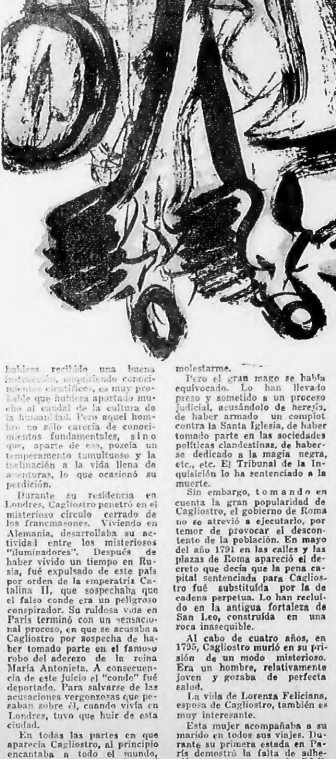 hubiera recibido una buena
instrucción, adquiriendo conoci-
mientos científicos, es muy pro-
bable que hubiera aportado mu-
cho al caudal de la cultura de
la humanidad. Pero aquel hom-
bre no sólo carecía de conoci-
mientos fundamentales, sino
que, aparte de eso, poseía un
temperamento tumultuoso y la
inclinación a la vida llena de
aventuras, lo que ocasionó su
perdición.
Durante su residencia en
Londres, Cagliostro penetró en el
misterioso círculo cerrado de
los francmasones. Viviendo en
Alemania, desarrollaba su ac-
tividad entre los misteriosos
"iluminadores". Después de
haber vivido un tiempo en Ru-
sia, fué expulsado de este país
por orden de la emperatriz Ca-
talina II, que sospechaba que
el falso conde era un peligroso
conspirador. Su ruidosa vida en
París terminó con un sensacio-
nal proceso, en que se acusaba a
Cagliostro por sospecha de ha-
ber tomado parte en el famoso
robo del aderezo de la reina
María Antonieta. A consecuen-
cia de este juicio el "conde" fué
deportado. Para salvarse de las
acusaciones vergonzosas que pe-
saban sobre él, cuando vivía en
Londres, tuvo que huir de esta
ciudad.
En todas las partes en que
aparecía Cagliostro, al principio
encantaba a todo el mundo,
molestarme.
Pero el gran mago se había
equivocado. Lo han llevado
preso y sometido a un proceso
judicial, acusándolo de herejía,
de haber armado un complot
contra la Santa Iglesia, de haber
tomado parte en las sociedades
políticas clandestinas, de haber-
se dedicado a la magia negra,
etc., etc. El Tribunal de la In-
quisición lo ha sentenciado a la
muerte.
Sin embargo, tomando en
cuenta la gran popularidad de
Cagliostro, el gobierno de Roma
no se atrevió a ejecutarlo, por
temor de provocar el descon-
tento de la población. En mayo
del año 1791 en las calles y las
plazas de Roma apareció el de-
creto que decía que la pena ca-
pital sentenciada para Caglios-
tro fué substituída por la de
cadena perpetua. Lo han reclui-
do en la antigua fortaleza de
San Leo, construida en una
roca inasequible.
Al cabo de cuatro años, en
1795, Cagliostro murió en su pri-
sión de un modo misterioso.
Era un hombre, relativamente
joven y gozaba de perfecta
salud.
La vida de Lorenza Feliciana,
esposa de Cagliostro, también es
muy interesante.
Esta mujer acompañaba a su
marido en todos sus viajes. Du-
rante su primera estada en Pa-
rís demostró la falta de adhe-